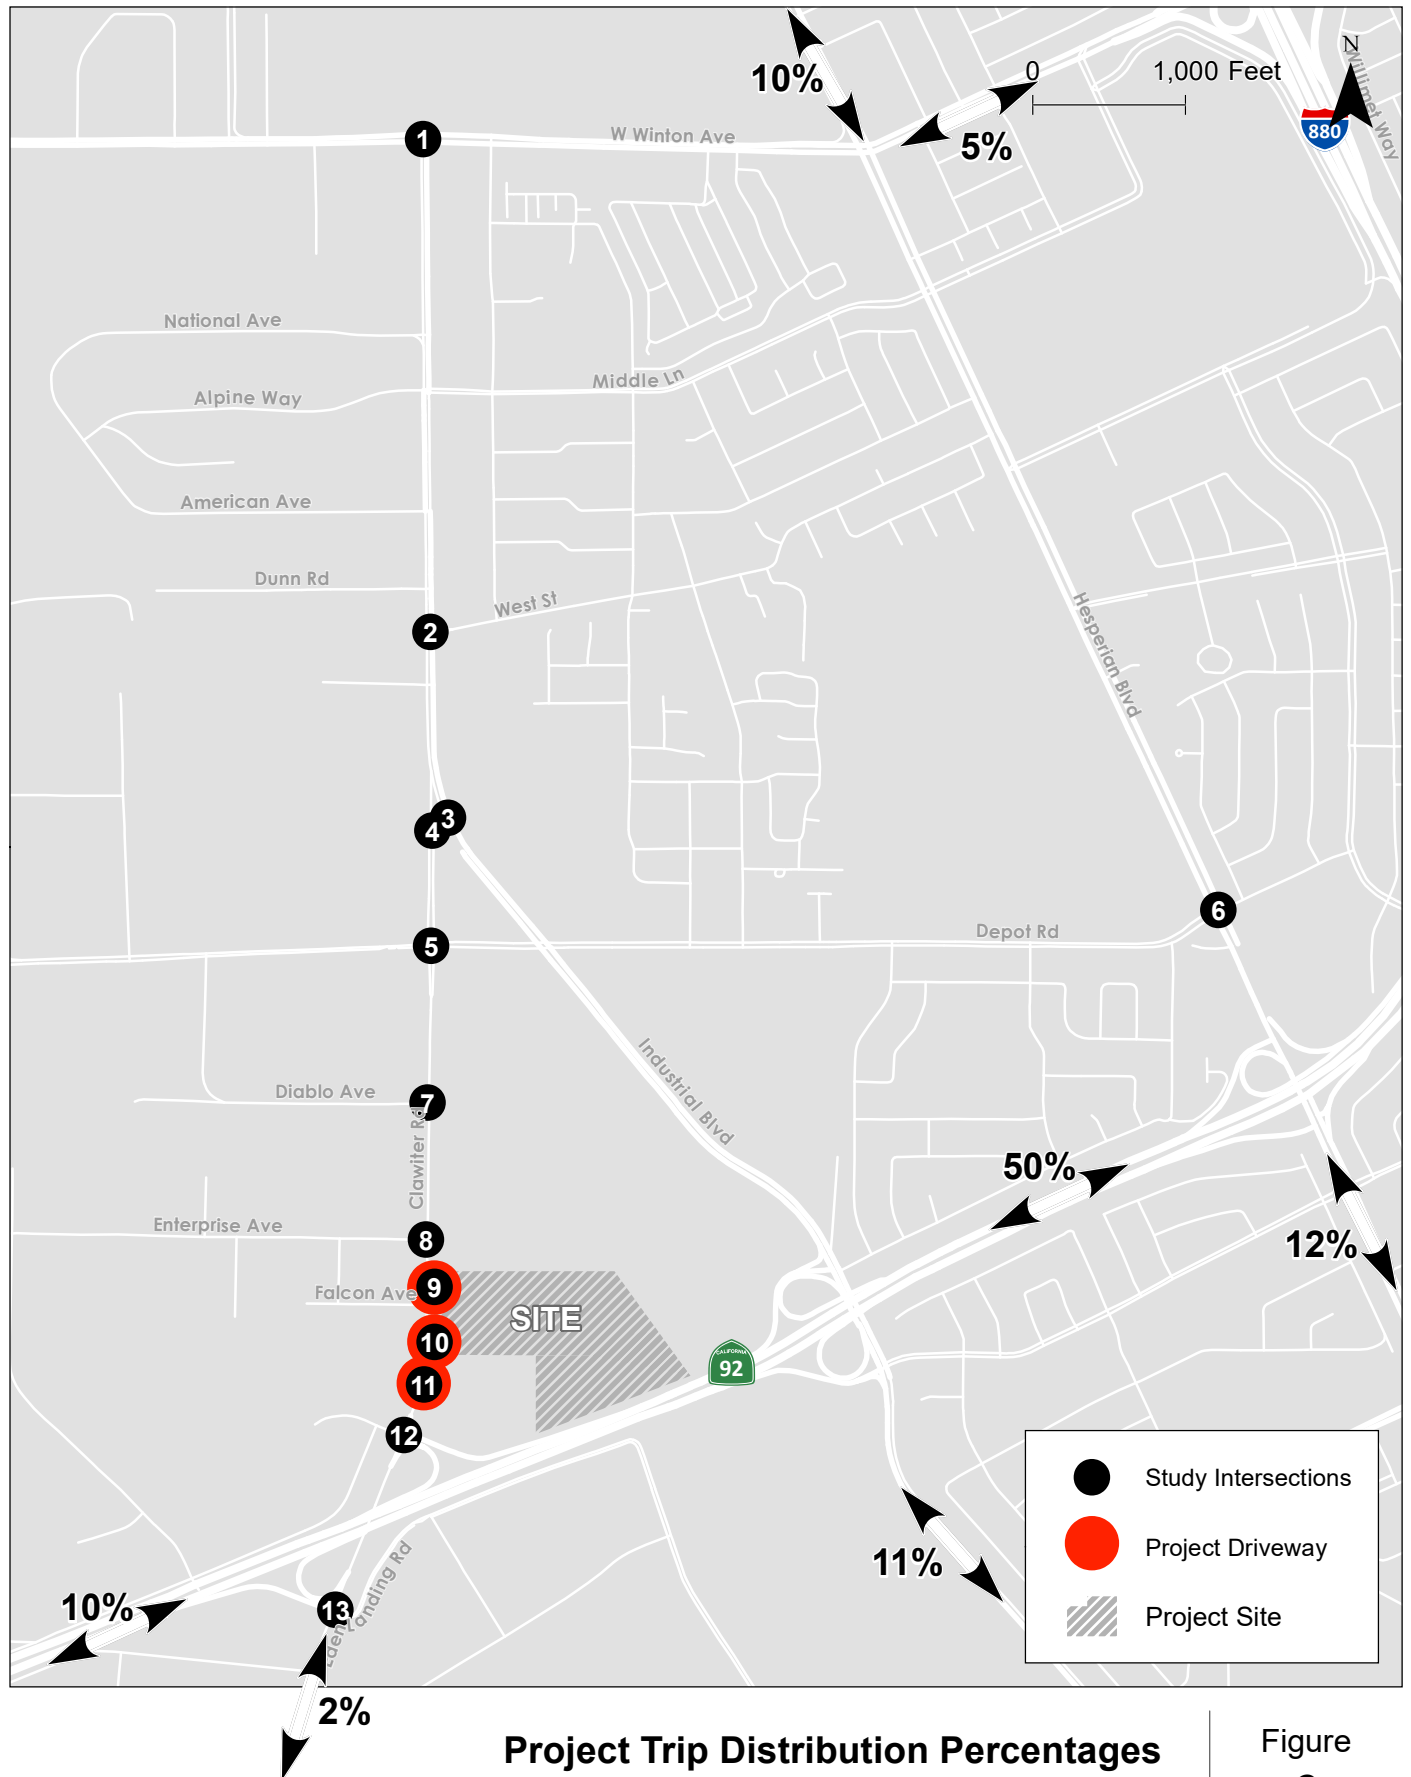 N
10%
0 1,000 Feet
5%
880
Willimet Way
W Winton Ave
1
National Ave
Middle Ln
Alpine Way
American Ave
Dunn Rd
West St
2
Hesperian Blvd
3
4
6
5
Depot Rd
Industrial Blvd
Diablo Ave
7
Clawiter Rd
50%
Enterprise Ave
8
12%
9
Falcon Ave
SITE
10
CALIFORNIA
92
11
12
Study Intersections
11%
Project Driveway
10%
13
Eden Landing Rd
Project Site
2%
Project Trip Distribution Percentages
Figure